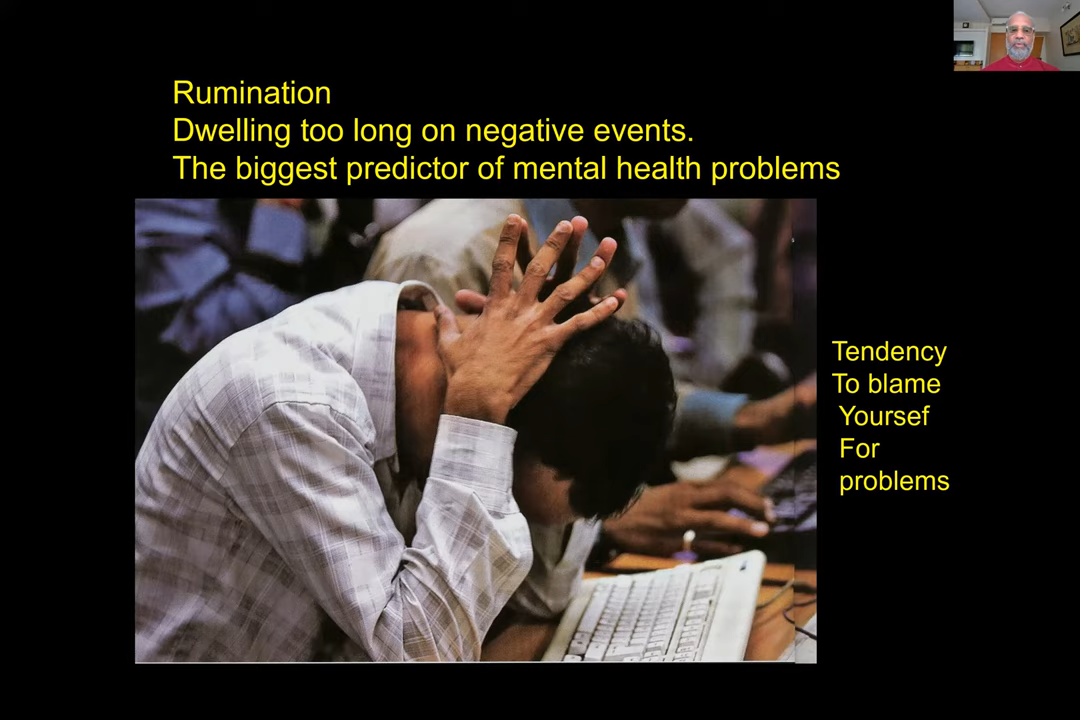 Rumination
Dwelling too long on negative events.
The biggest predictor of mental health problems
Tendency
To blame
Yoursef
For
problems